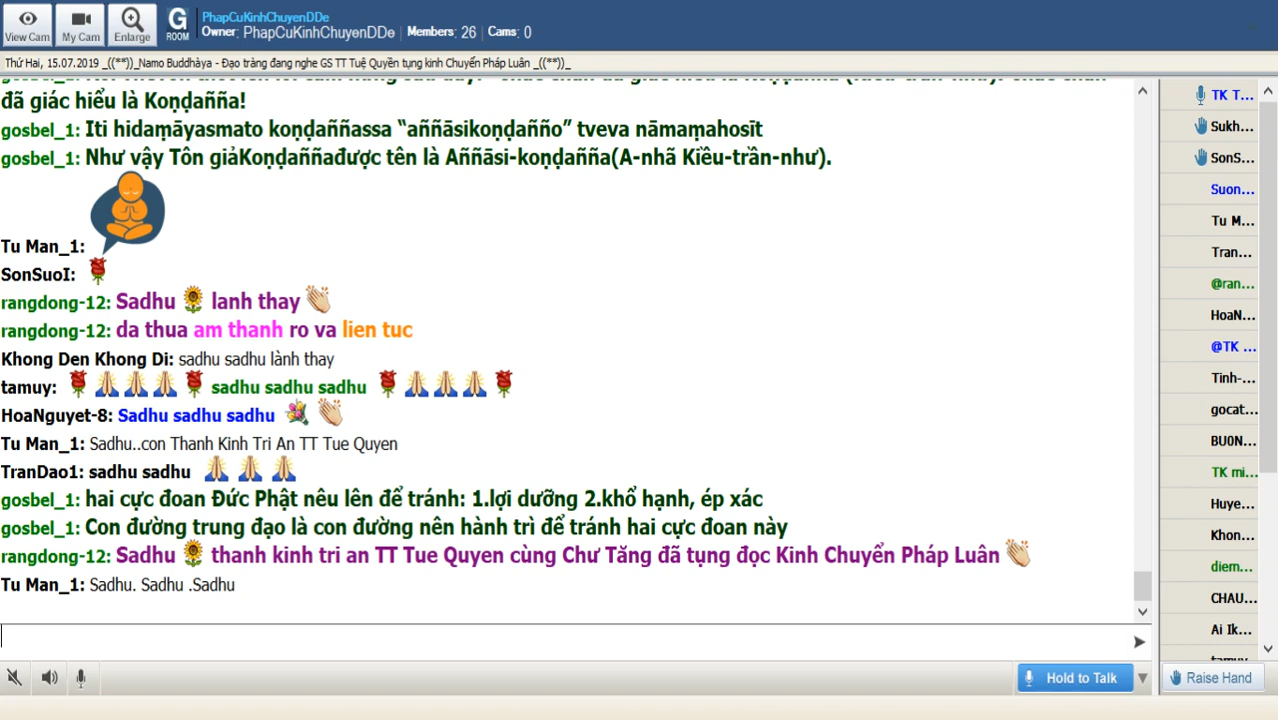 View Cam
My Cam
Enlarge
G
ROOM
PhapCuKinhChuyenDDe
Owner: PhapCuKinhChuyenDDe | Members: 26 | Cams: 0
Thứ Hai, 15.07.2019 _((**))_Namo Buddhàya - Đạo tràng đang nghe GS TT Tuệ Quyền tụng kinh Chuyển Pháp Luân _((**))_
đã giác hiểu là Koṇḍañña!
gosbel_1: Iti hidaṃāyasmato koṇḍaññassa “aññāsikoṇḍañño” tveva nāmaṃahosīt
gosbel_1: Như vậy Tôn giảKoṇḍaññađược tên là Aññāsi-koṇḍañña(A-nhã Kiều-trần-như).
Tu Man_1:
SonSuoI:
rangdong-12: Sadhu lanh thay
rangdong-12: da thua am thanh ro va lien tuc
Khong Den Khong Di: sadhu sadhu lành thay
tamuy: sadhu sadhu sadhu
HoaNguyet-8: Sadhu sadhu sadhu
Tu Man_1: Sadhu..con Thanh Kinh Tri An TT Tue Quyen
TranDao1: sadhu sadhu
gosbel_1: hai cực đoan Đức Phật nêu lên để tránh: 1.lợi dưỡng 2.khổ hạnh, ép xác
gosbel_1: Con đường trung đạo là con đường nên hành trì để tránh hai cực đoan này
rangdong-12: Sadhu thanh kinh tri an TT Tue Quyen cùng Chư Tăng đã tụng đọc Kinh Chuyển Pháp Luân
Tu Man_1: Sadhu. Sadhu .Sadhu
TK T...
Sukh...
SonS...
Suon...
Tu M...
Tran...
@ran...
HoaN...
@TK ...
Tinh-...
gocat...
BU0N...
TK mi...
Huye...
Khon...
diem...
CHAU...
Ai Ik...
Hold to Talk
Raise Hand